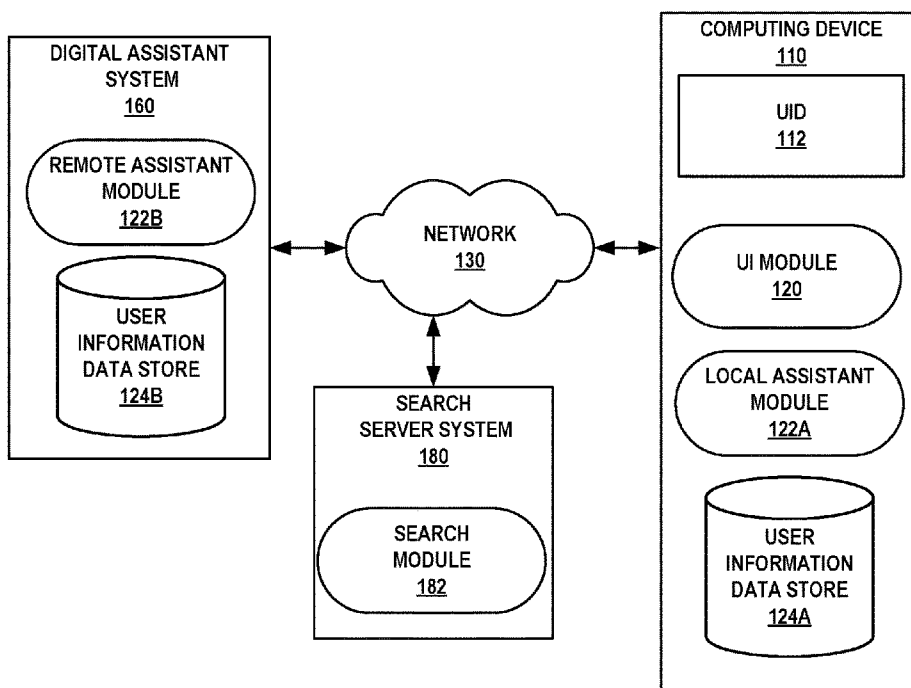 DIGITAL ASSISTANT
SYSTEM
160
REMOTE ASSISTANT
MODULE
122B
USER
INFORMATION
DATA STORE
124B
NETWORK
130
SEARCH
SERVER SYSTEM
180
SEARCH
MODULE
182
COMPUTING DEVICE
110
UID
112
UI MODULE
120
LOCAL ASSISTANT
MODULE
122A
USER
INFORMATION
DATA STORE
124A